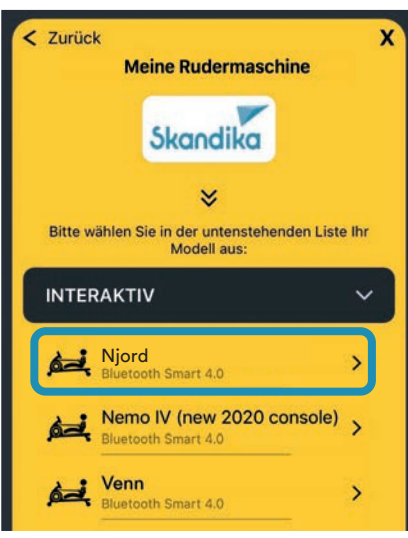 Zurück X
Meine Rudermaschine
Skandika
Bitte wählen Sie in der untenstehenden Liste Ihr
Modell aus:
INTERAKTIV
Njord
Bluetooth Smart 4.0
Nemo IV (new 2020 console)
Bluetooth Smart 4.0
Venn
Bluetooth Smart 4.0